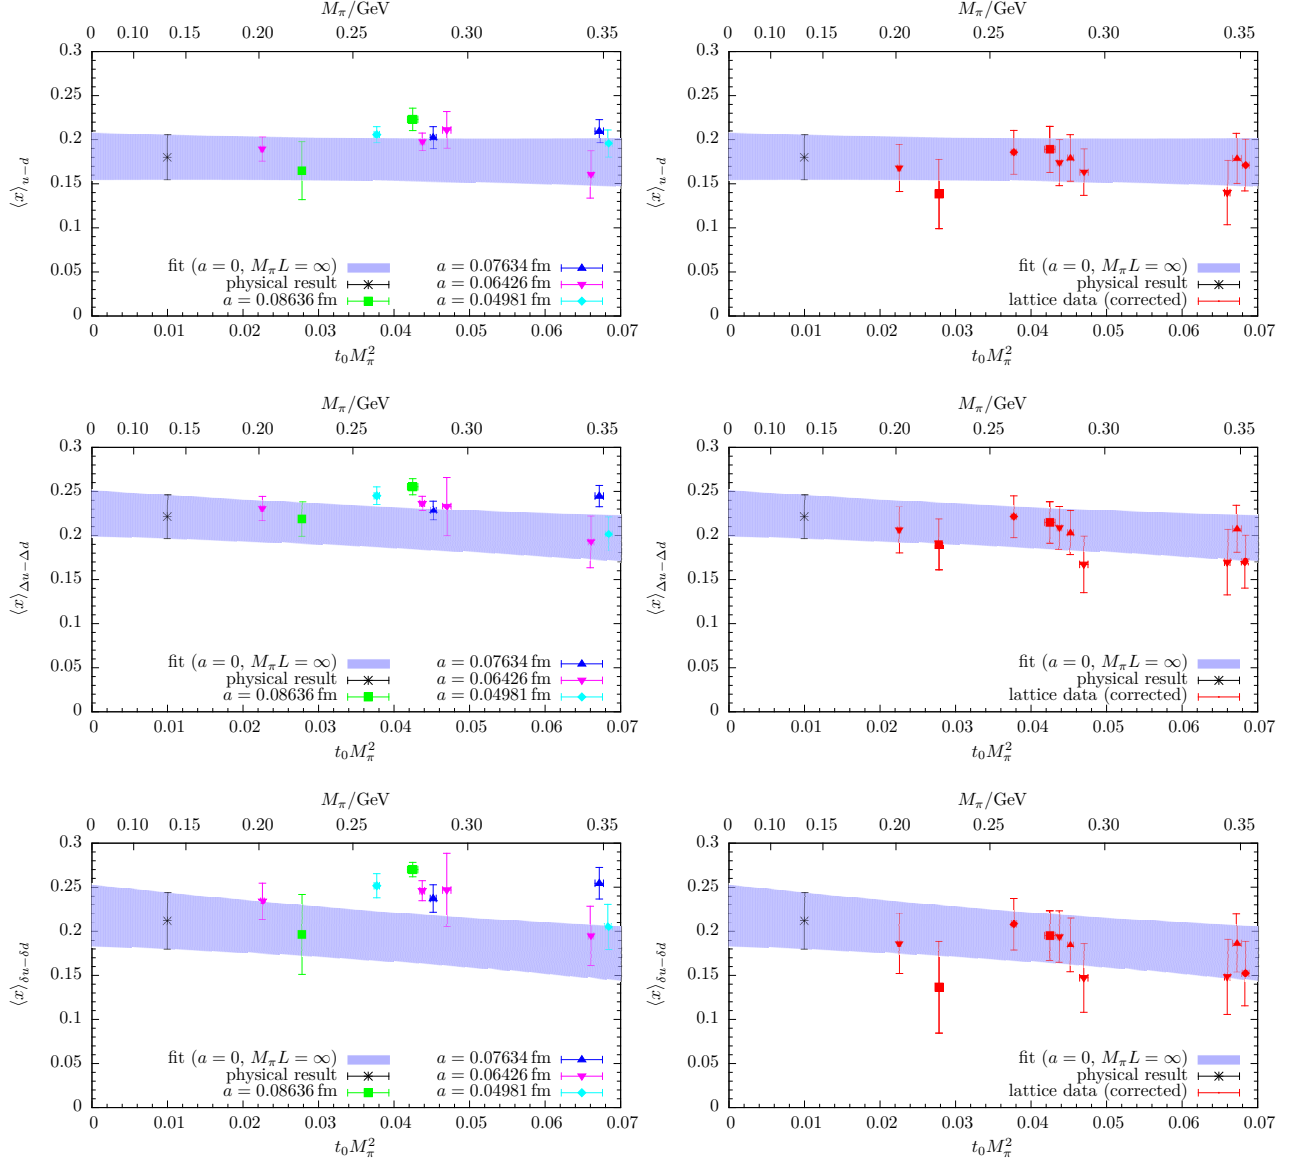 M_π/GeV
0 0.10 0.15 0.20 0.25 0.30 0.35
0.3
0.25
0.2
0.15
0.1
0.05
0
⟨x⟩_{u−d}
fit (a = 0, M_πL = ∞)
physical result
a = 0.08636 fm
a = 0.07634 fm
a = 0.06426 fm
a = 0.04981 fm
0 0.01 0.02 0.03 0.04 0.05 0.06 0.07
t_0M_π^2
M_π/GeV
0 0.10 0.15 0.20 0.25 0.30 0.35
0.3
0.25
0.2
0.15
0.1
0.05
0
⟨x⟩_{u−d}
fit (a = 0, M_πL = ∞)
physical result
lattice data (corrected)
0 0.01 0.02 0.03 0.04 0.05 0.06 0.07
t_0M_π^2
M_π/GeV
0 0.10 0.15 0.20 0.25 0.30 0.35
0.3
0.25
0.2
0.15
0.1
0.05
0
⟨x⟩_{Δu−Δd}
fit (a = 0, M_πL = ∞)
physical result
a = 0.08636 fm
a = 0.07634 fm
a = 0.06426 fm
a = 0.04981 fm
0 0.01 0.02 0.03 0.04 0.05 0.06 0.07
t_0M_π^2
M_π/GeV
0 0.10 0.15 0.20 0.25 0.30 0.35
0.3
0.25
0.2
0.15
0.1
0.05
0
⟨x⟩_{Δu−Δd}
fit (a = 0, M_πL = ∞)
physical result
lattice data (corrected)
0 0.01 0.02 0.03 0.04 0.05 0.06 0.07
t_0M_π^2
M_π/GeV
0 0.10 0.15 0.20 0.25 0.30 0.35
0.3
0.25
0.2
0.15
0.1
0.05
0
⟨x⟩_{δu−δd}
fit (a = 0, M_πL = ∞)
physical result
a = 0.08636 fm
a = 0.07634 fm
a = 0.06426 fm
a = 0.04981 fm
0 0.01 0.02 0.03 0.04 0.05 0.06 0.07
t_0M_π^2
M_π/GeV
0 0.10 0.15 0.20 0.25 0.30 0.35
0.3
0.25
0.2
0.15
0.1
0.05
0
⟨x⟩_{δu−δd}
fit (a = 0, M_πL = ∞)
physical result
lattice data (corrected)
0 0.01 0.02 0.03 0.04 0.05 0.06 0.07
t_0M_π^2